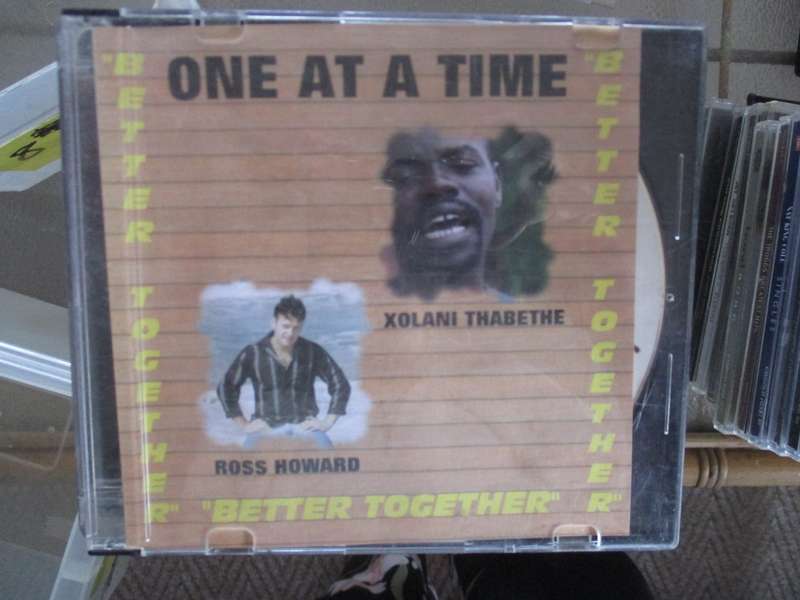 ONE AT A TIME
"BETTER TOGETHER"
"BETTER TOGETHER"
XOLANI THABETHE
ROSS HOWARD
"BETTER TOGETHER"